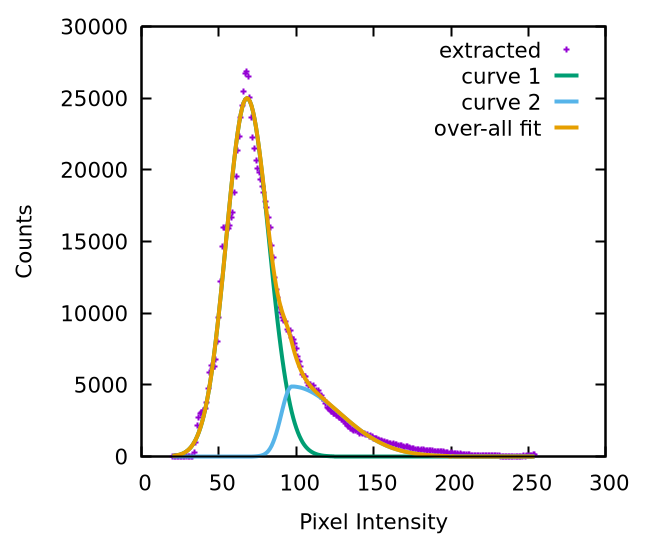 30000
25000
20000
15000
10000
5000
0
Counts
extracted
curve 1
curve 2
over-all fit
0 50 100 150 200 250 300
Pixel Intensity